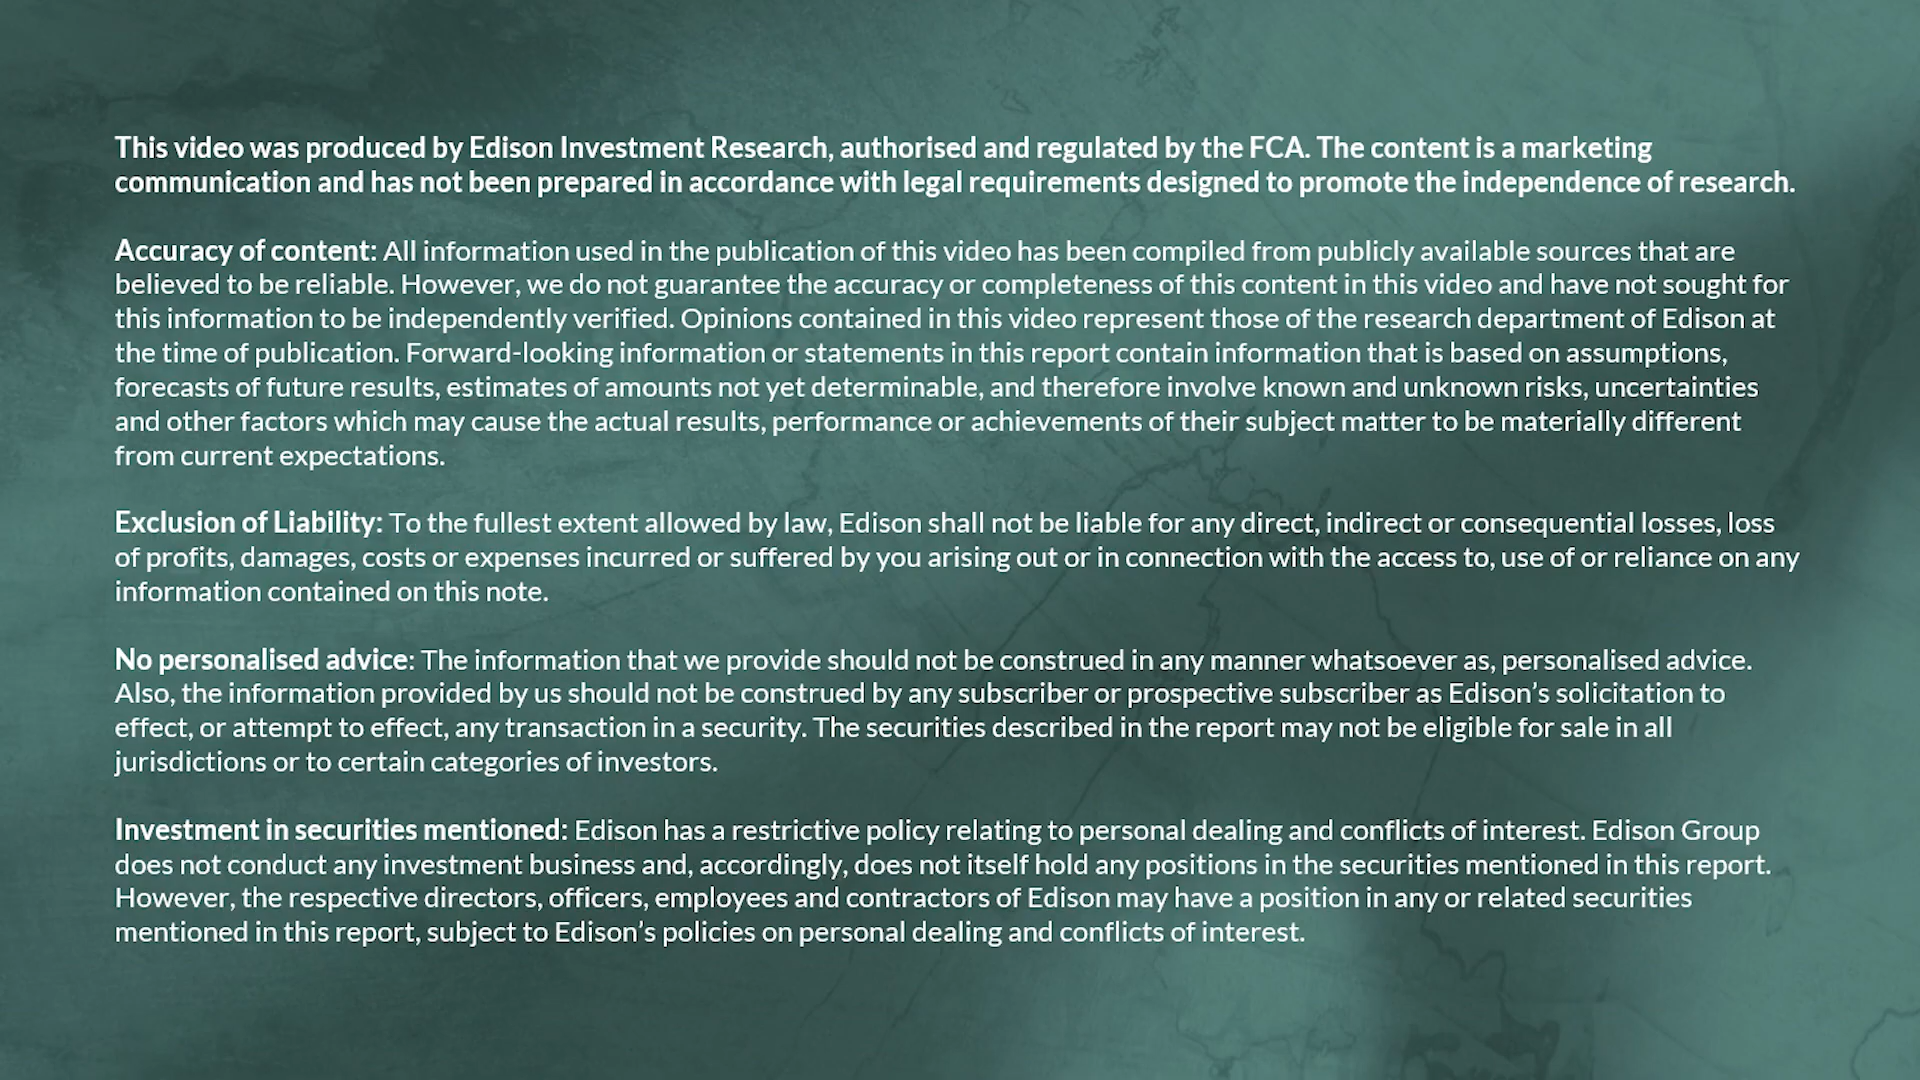 This video was produced by Edison Investment Research, authorised and regulated by the FCA. The content is a marketing
communication and has not been prepared in accordance with legal requirements designed to promote the independence of research.
Accuracy of content: All information used in the publication of this video has been compiled from publicly available sources that are
believed to be reliable. However, we do not guarantee the accuracy or completeness of this content in this video and have not sought for
this information to be independently verified. Opinions contained in this video represent those of the research department of Edison at
the time of publication. Forward-looking information or statements in this report contain information that is based on assumptions,
forecasts of future results, estimates of amounts not yet determinable, and therefore involve known and unknown risks, uncertainties
and other factors which may cause the actual results, performance or achievements of their subject matter to be materially different
from current expectations.
Exclusion of Liability: To the fullest extent allowed by law, Edison shall not be liable for any direct, indirect or consequential losses, loss
of profits, damages, costs or expenses incurred or suffered by you arising out or in connection with the access to, use of or reliance on any
information contained on this note.
No personalised advice: The information that we provide should not be construed in any manner whatsoever as, personalised advice.
Also, the information provided by us should not be construed by any subscriber or prospective subscriber as Edison's solicitation to
effect, or attempt to effect, any transaction in a security. The securities described in the report may not be eligible for sale in all
jurisdictions or to certain categories of investors.
Investment in securities mentioned: Edison has a restrictive policy relating to personal dealing and conflicts of interest. Edison Group
does not conduct any investment business and, accordingly, does not itself hold any positions in the securities mentioned in this report.
However, the respective directors, officers, employees and contractors of Edison may have a position in any or related securities
mentioned in this report, subject to Edison's policies on personal dealing and conflicts of interest.